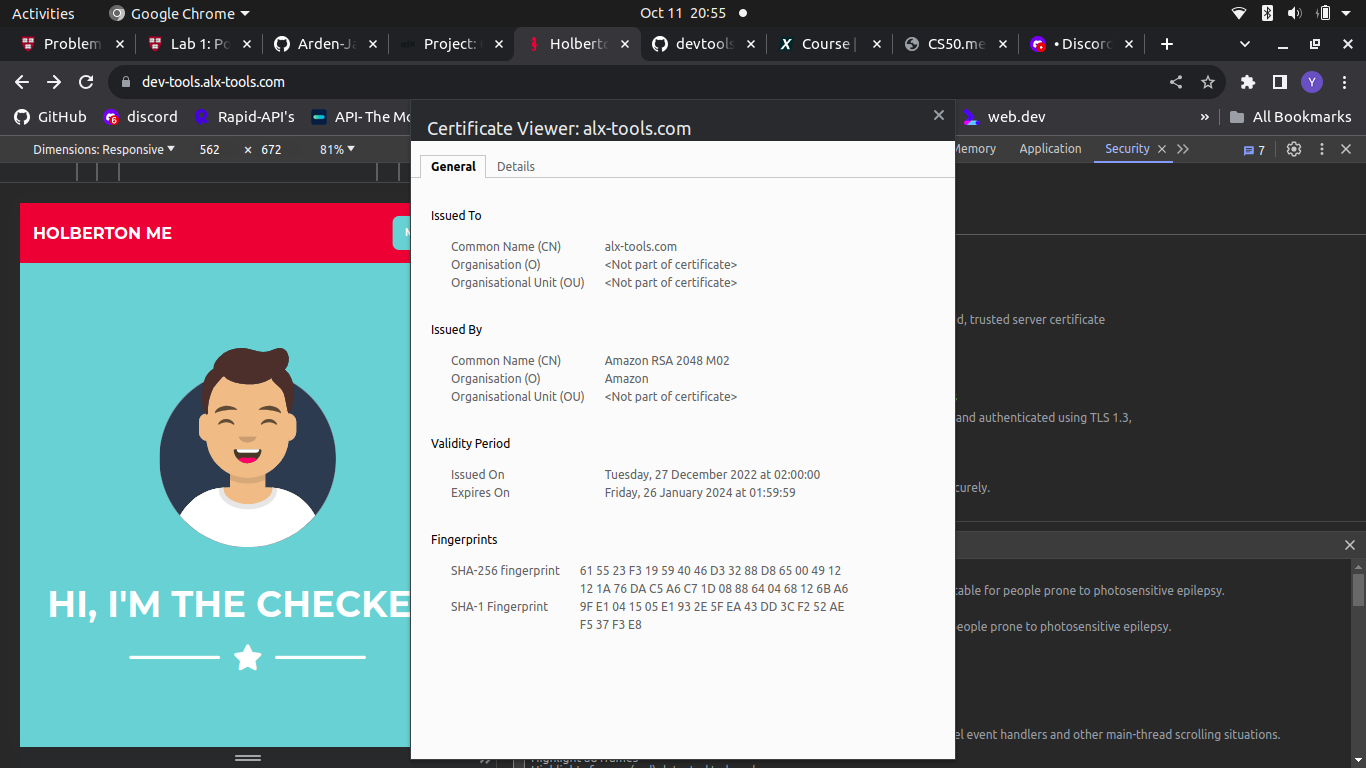 Activities
Google Chrome
Oct 11 20:55
Problem
Lab 1: Po
Arden-Ja
Project:
Holberto
devtools
Course |
CS50.me
• Discord
dev-tools.alx-tools.com
Y
GitHub
discord
Rapid-API's
API- The Mo
web.dev
»
All Bookmarks
Dimensions: Responsive
562 × 672
81%
Memory
Application
Security
7
Certificate Viewer: alx-tools.com
General
Details
Issued To
Common Name (CN) alx-tools.com
Organisation (O) <Not part of certificate>
Organisational Unit (OU) <Not part of certificate>
Issued By
Common Name (CN) Amazon RSA 2048 M02
Organisation (O) Amazon
Organisational Unit (OU) <Not part of certificate>
Validity Period
Issued On Tuesday, 27 December 2022 at 02:00:00
Expires On Friday, 26 January 2024 at 01:59:59
Fingerprints
SHA-256 fingerprint 61 55 23 F3 19 59 40 46 D3 32 88 D8 65 00 49 12
12 1A 76 DA C5 A6 C7 1D 08 88 64 04 68 12 6B A6
SHA-1 Fingerprint 9F E1 04 15 05 E1 93 2E 5F EA 43 DD 3C F2 52 AE
F5 37 F3 E8
HOLBERTON ME
HI, I'M THE CHECKE
d, trusted server certificate
and authenticated using TLS 1.3,
curely.
table for people prone to photosensitive epilepsy.
people prone to photosensitive epilepsy.
el event handlers and other main-thread scrolling situations.